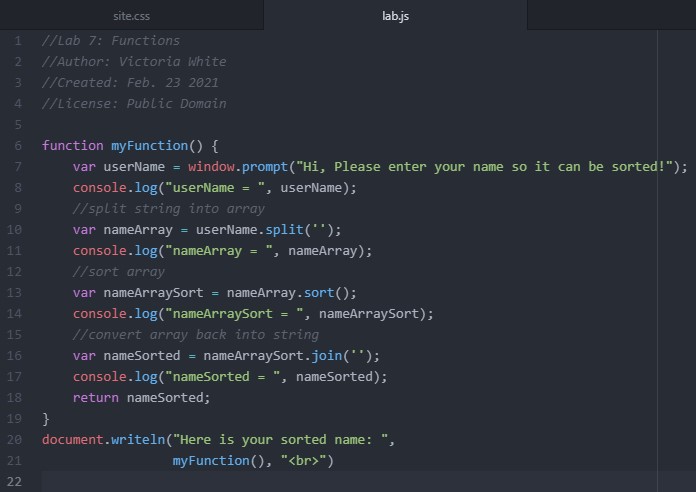 site.css lab.js
1 //Lab 7: Functions
2 //Author: Victoria White
3 //Created: Feb. 23 2021
4 //License: Public Domain
5
6 function myFunction() {
7     var userName = window.prompt("Hi, Please enter your name so it can be sorted!");
8     console.log("userName = ", userName);
9     //split string into array
10     var nameArray = userName.split('');
11     console.log("nameArray = ", nameArray);
12     //sort array
13     var nameArraySort = nameArray.sort();
14     console.log("nameArraySort = ", nameArraySort);
15     //convert array back into string
16     var nameSorted = nameArraySort.join('');
17     console.log("nameSorted = ", nameSorted);
18     return nameSorted;
19 }
20 document.writeln("Here is your sorted name: ",
21                  myFunction(), "<br>")
22